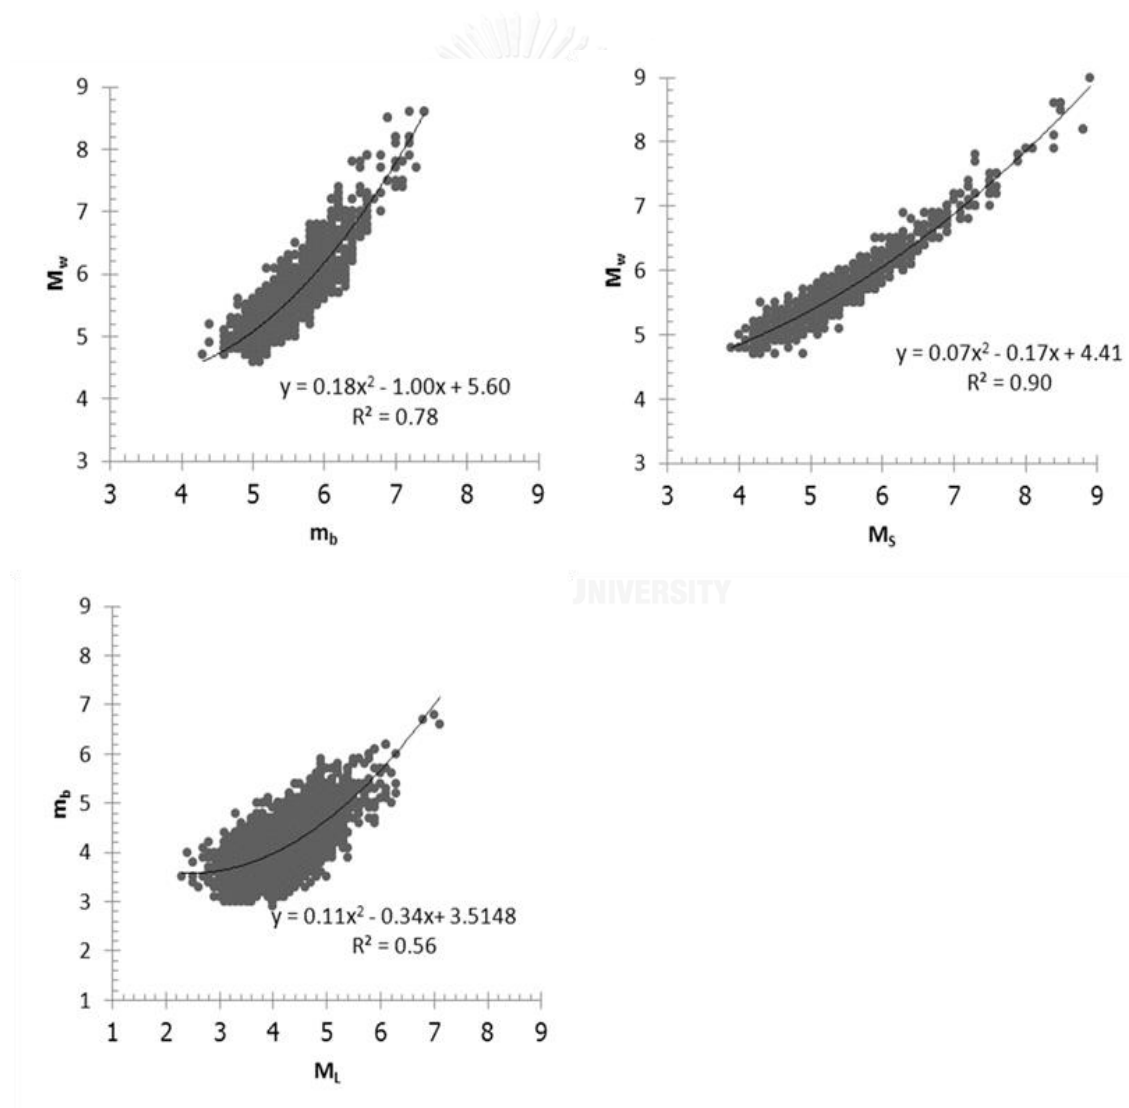 9
8
7
6
5
4
3
M_w
3 4 5 6 7 8 9
m_b
y = 0.18x² - 1.00x + 5.60
R² = 0.78
9
8
7
6
5
4
3
M_w
3 4 5 6 7 8 9
M_S
y = 0.07x² - 0.17x + 4.41
R² = 0.90
UNIVERSITY
9
8
7
6
5
4
3
2
1
m_b
1 2 3 4 5 6 7 8 9
M_L
y = 0.11x² - 0.34x+ 3.5148
R² = 0.56